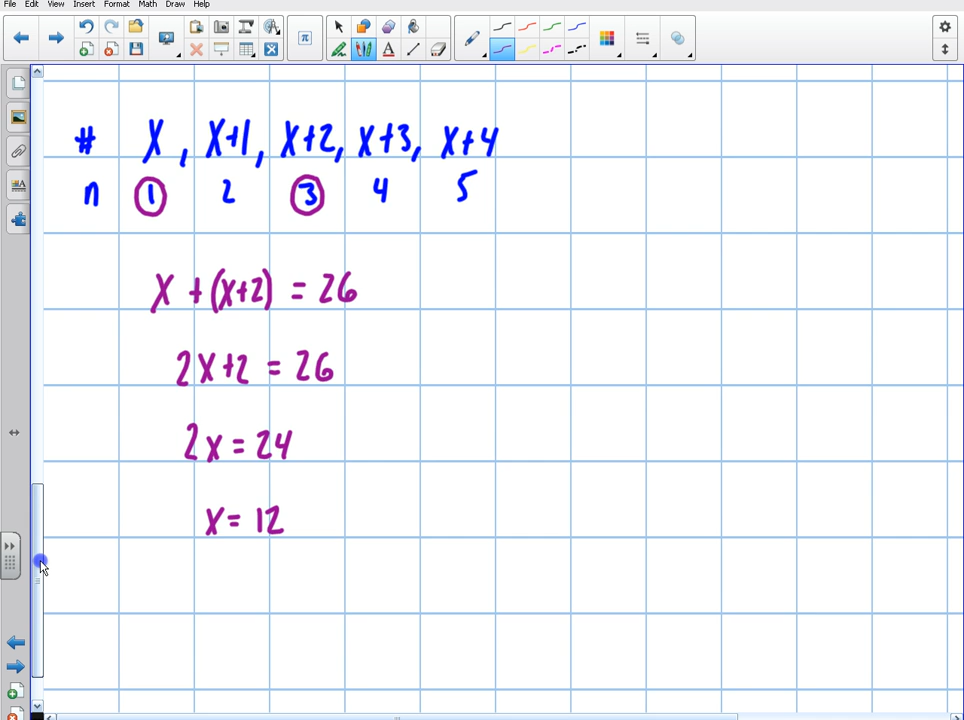 File Edit View Insert Format Math Draw Help
π
A
# x, x+1, x+2, x+3, x+4
n 1 2 3 4 5
x + (x+2) = 26
2x+2 = 26
2x = 24
x = 12